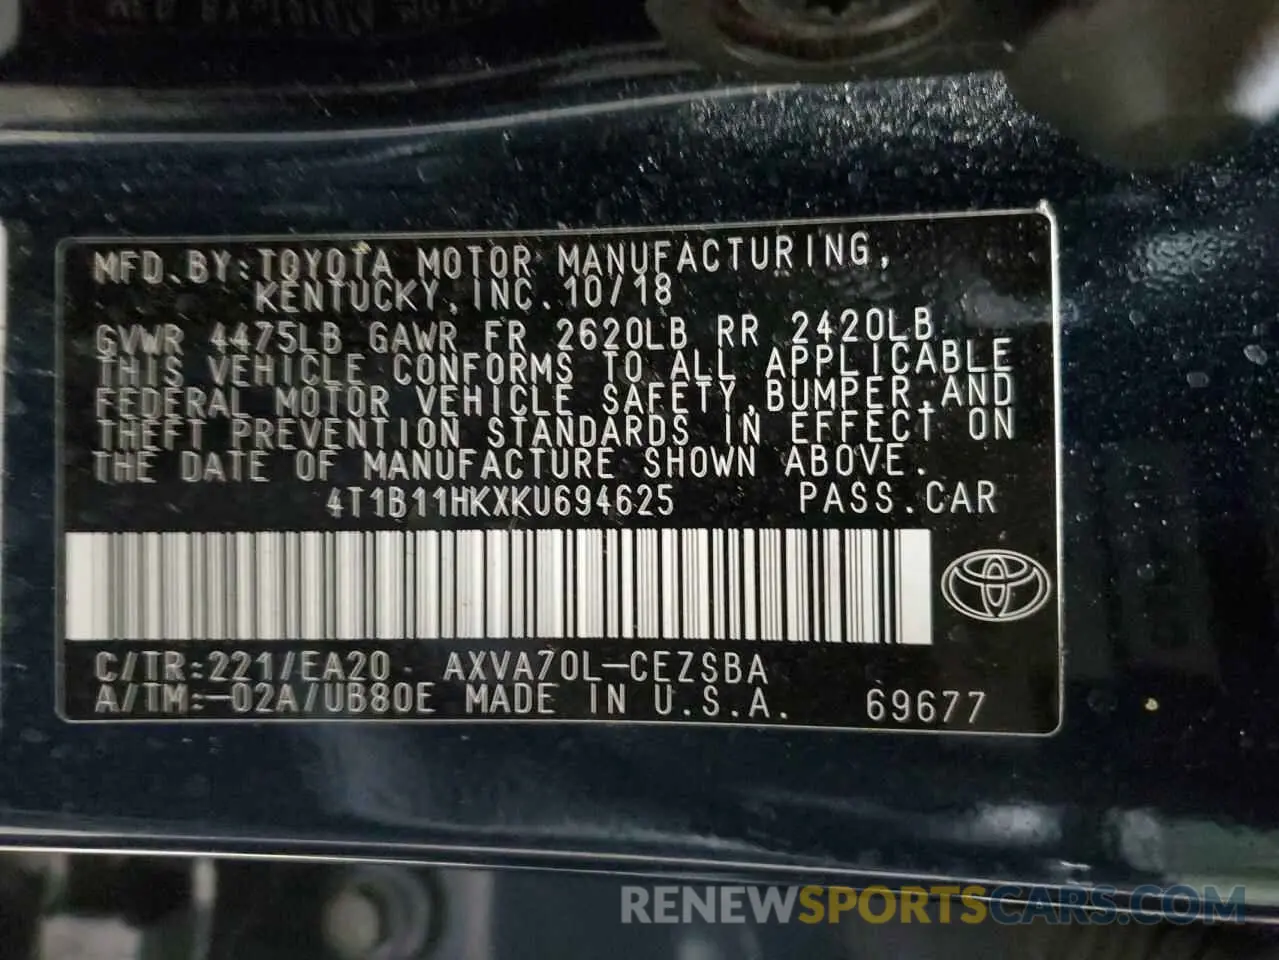 MFD.BY:TOYOTA MOTOR MANUFACTURING,
KENTUCKY, INC. 10/18
GVWR 4475LB GAWR FR 2620LB RR 2420LB
THIS VEHICLE CONFORMS TO ALL APPLICABLE
FEDERAL MOTOR VEHICLE SAFETY,BUMPER,AND
THEFT PREVENTION STANDARDS IN EFFECT ON
THE DATE OF MANUFACTURE SHOWN ABOVE.
4T1B11HKXKU694625 PASS.CAR
C/TR:221/EA20 AXVA70L-CEZSBA
A/TM:-02A/UB80E MADE IN U.S.A. 69677
RENEWSPORTSCARS.COM